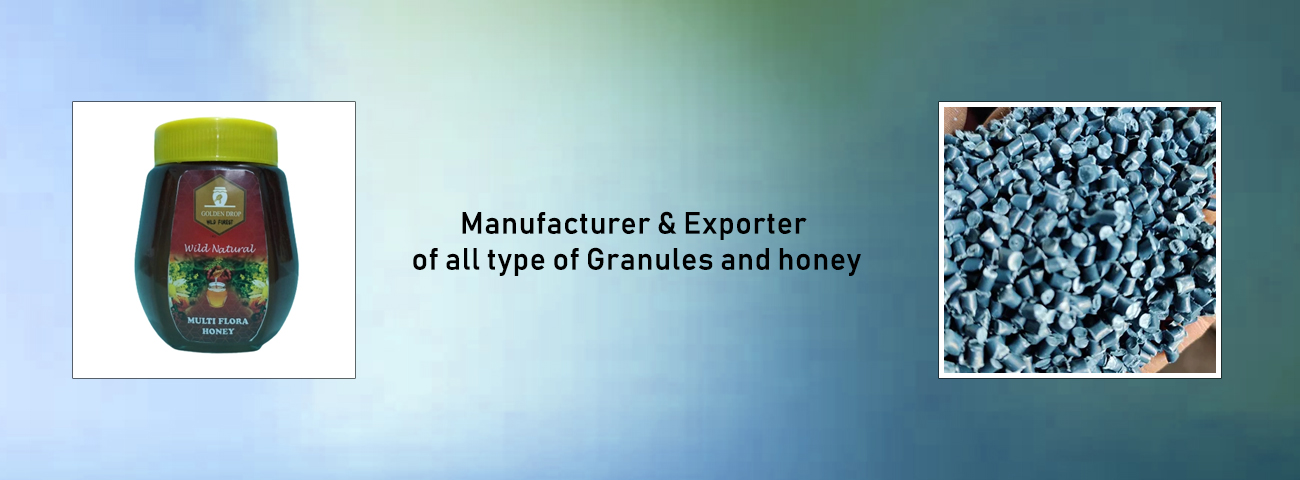 GOLDEN DROP
WILD FOREST
Wild Natural
MULTI FLORA
HONEY
Manufacturer & Exporter
of all type of Granules and honey